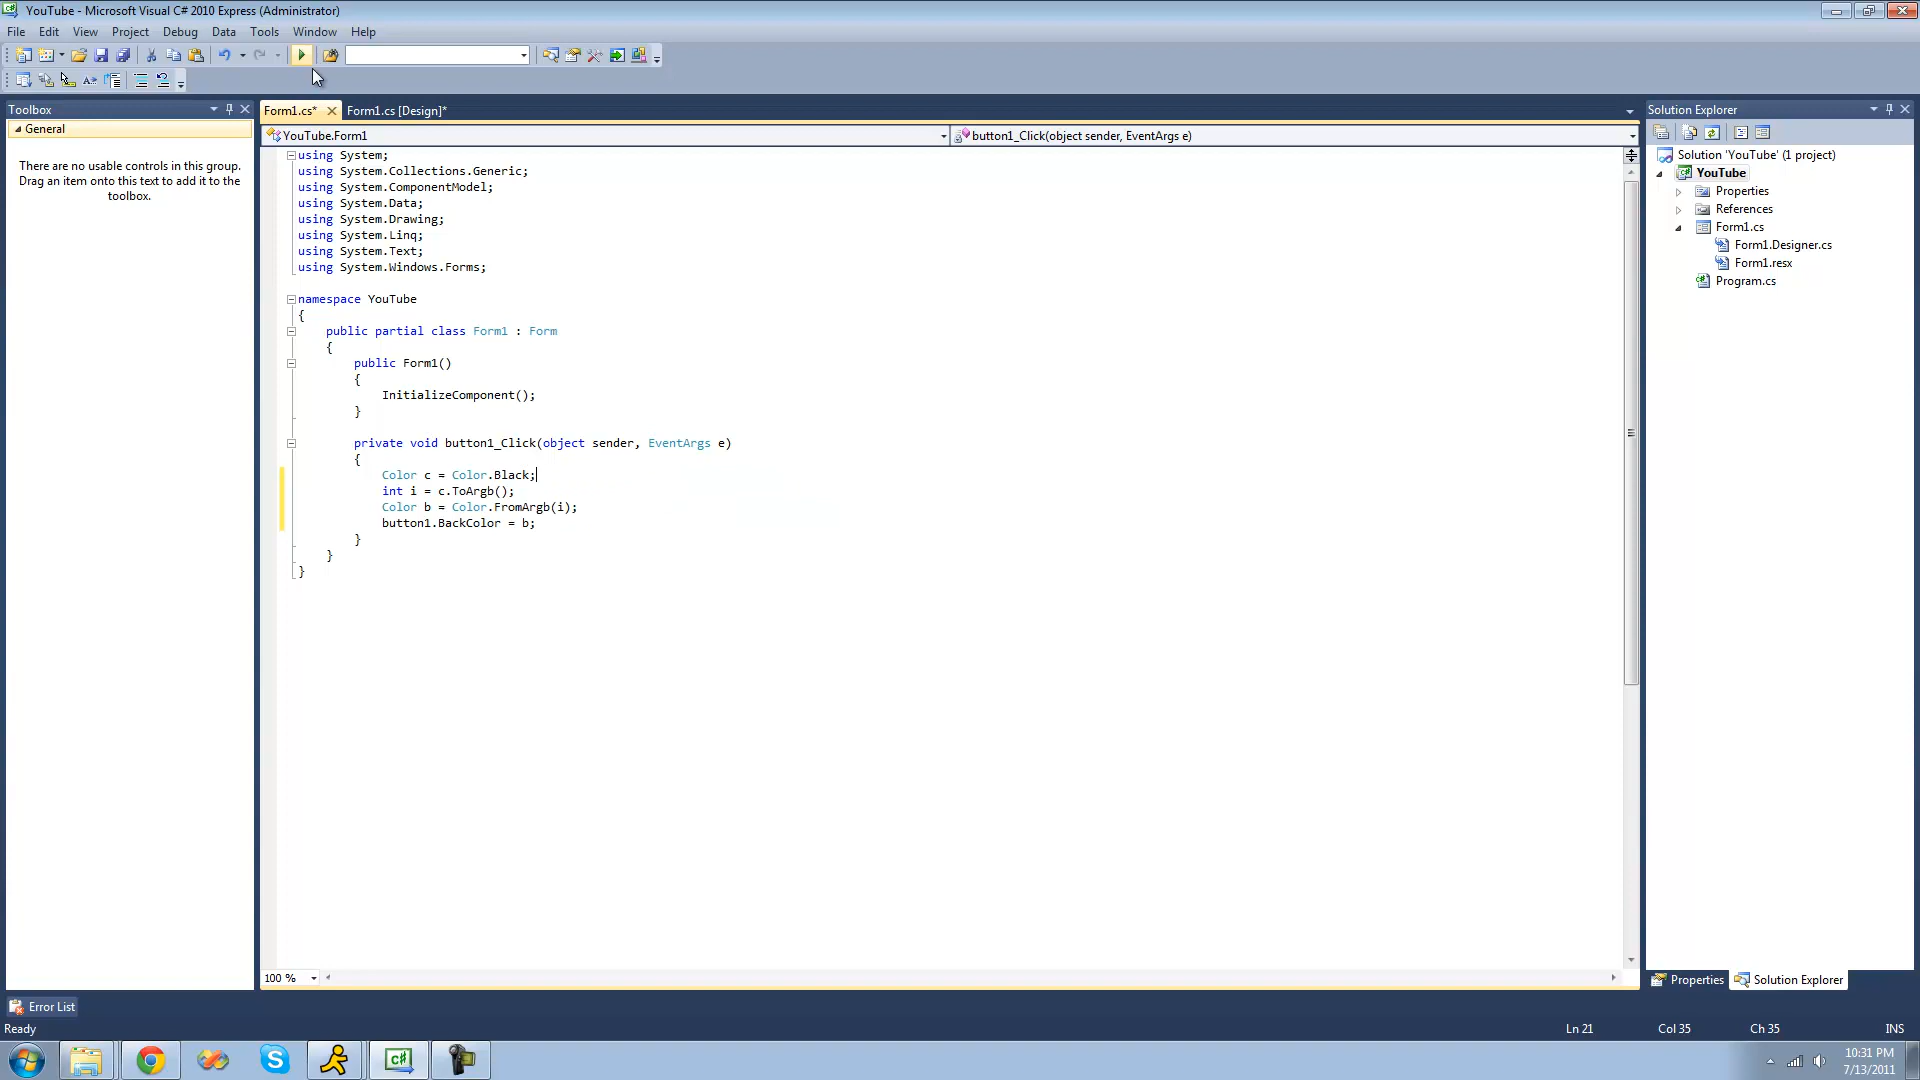 YouTube - Microsoft Visual C# 2010 Express (Administrator)
File Edit View Project Debug Data Tools Window Help
Toolbox
General
There are no usable controls in this group.
Drag an item onto this text to add it to the
toolbox.
Form1.cs* Form1.cs [Design]*
YouTube.Form1 button1_Click(object sender, EventArgs e)
using System;
using System.Collections.Generic;
using System.ComponentModel;
using System.Data;
using System.Drawing;
using System.Linq;
using System.Text;
using System.Windows.Forms;
namespace YouTube
{
public partial class Form1 : Form
{
public Form1()
{
InitializeComponent();
}
private void button1_Click(object sender, EventArgs e)
{
Color c = Color.Black;
int i = c.ToArgb();
Color b = Color.FromArgb(i);
button1.BackColor = b;
}
}
}
100 %
Solution Explorer
Solution 'YouTube' (1 project)
YouTube
Properties
References
Form1.cs
Form1.Designer.cs
Form1.resx
Program.cs
Properties Solution Explorer
Error List
Ready Ln 21 Col 35 Ch 35 INS
10:31 PM
7/13/2011